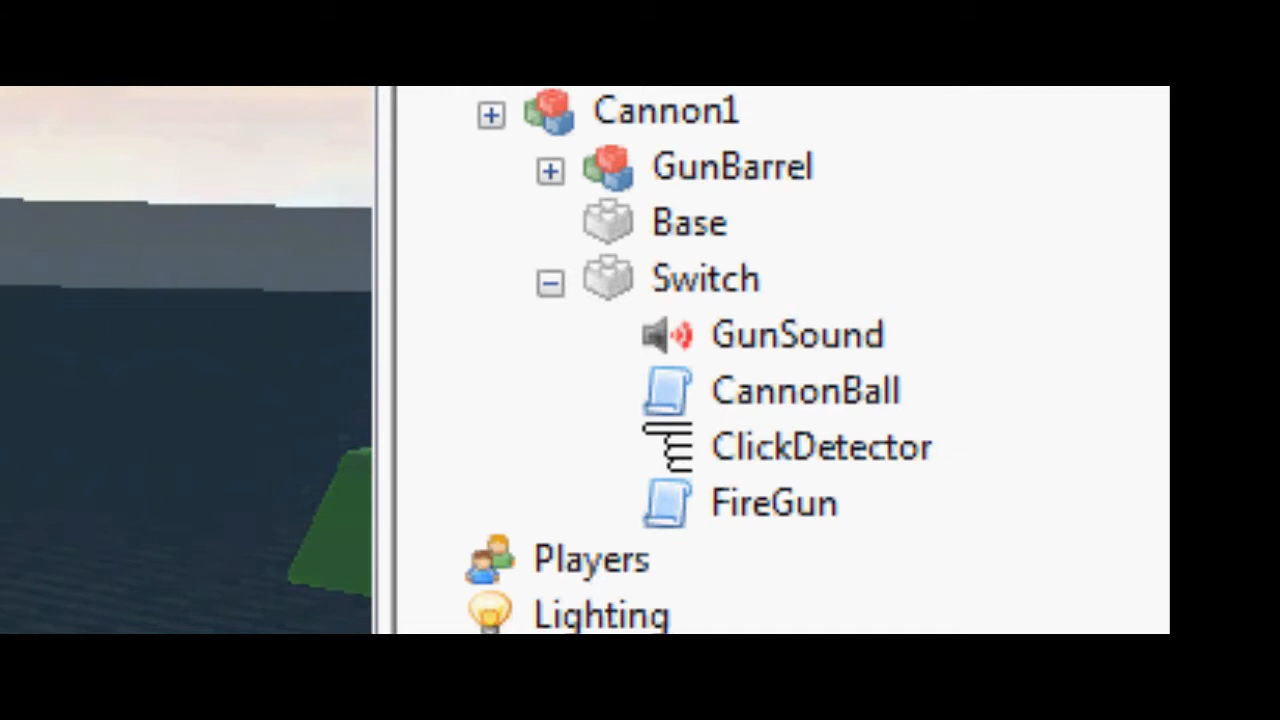 Cannon1
GunBarrel
Base
Switch
GunSound
CannonBall
ClickDetector
FireGun
Players
Lighting